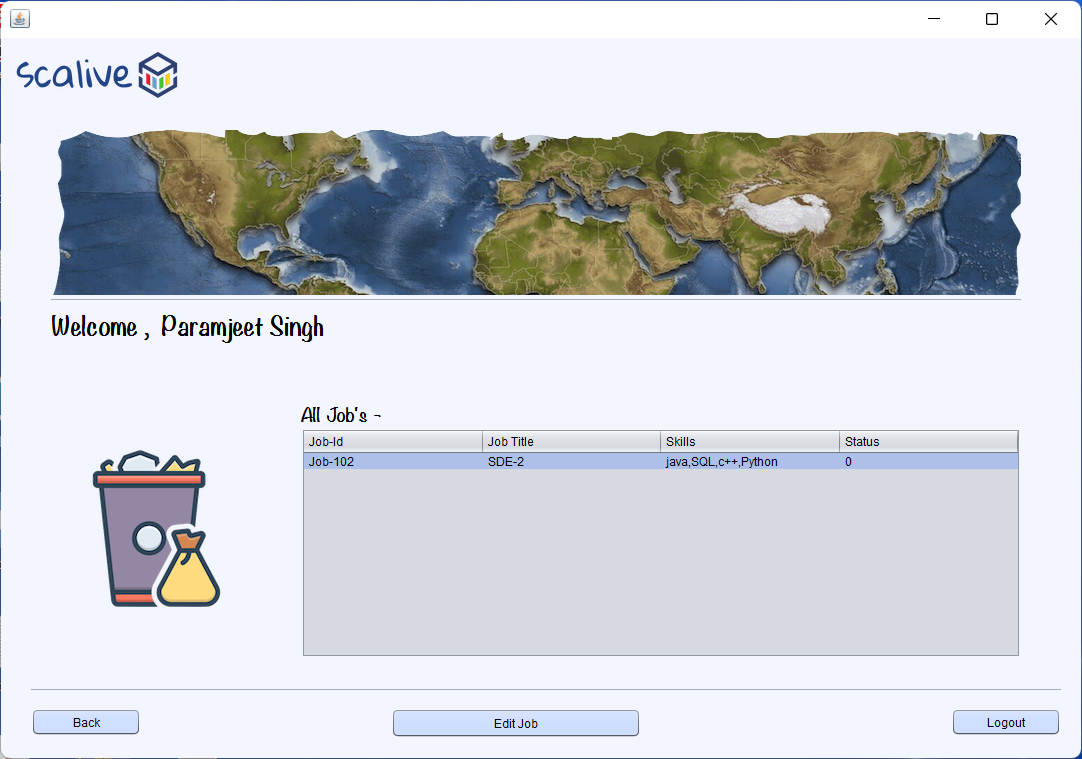 scalive
Welcome , Paramjeet Singh
All Job's -
Job-Id Job Title Skills Status
Job-102 SDE-2 java,SQL,c++,Python 0
Back Edit Job Logout